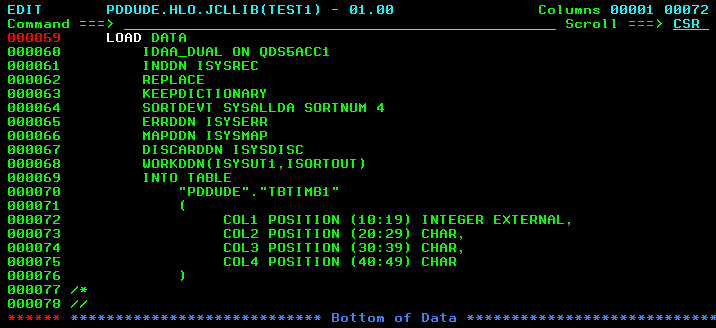 EDIT PDDUDE.HLO.JCLLIB(TEST1) - 01.00 Columns 00001 00072
Command ===> Scroll ===> CSR
000059 LOAD DATA
000060 IDAA_DUAL ON QDS5ACC1
000061 INDDN ISYSREC
000062 REPLACE
000063 KEEPDICTIONARY
000064 SORTDEVT SYSALLDA SORTNUM 4
000065 ERRDDN ISYSERR
000066 MAPDDN ISYSMAP
000067 DISCARDDN ISYSDISC
000068 WORKDDN(ISYSUT1,ISORTOUT)
000069 INTO TABLE
000070 "PDDUDE"."TBTIMB1"
000071 (
000072 COL1 POSITION (10:19) INTEGER EXTERNAL,
000073 COL2 POSITION (20:29) CHAR,
000074 COL3 POSITION (30:39) CHAR,
000075 COL4 POSITION (40:49) CHAR
000076 )
000077 /*
000078 //
****** **************************** Bottom of Data ****************************